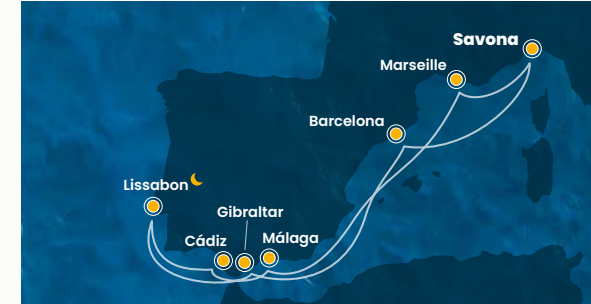 Savona
Marseille
Barcelona
Lissabon
Gibraltar
Cádiz
Málaga